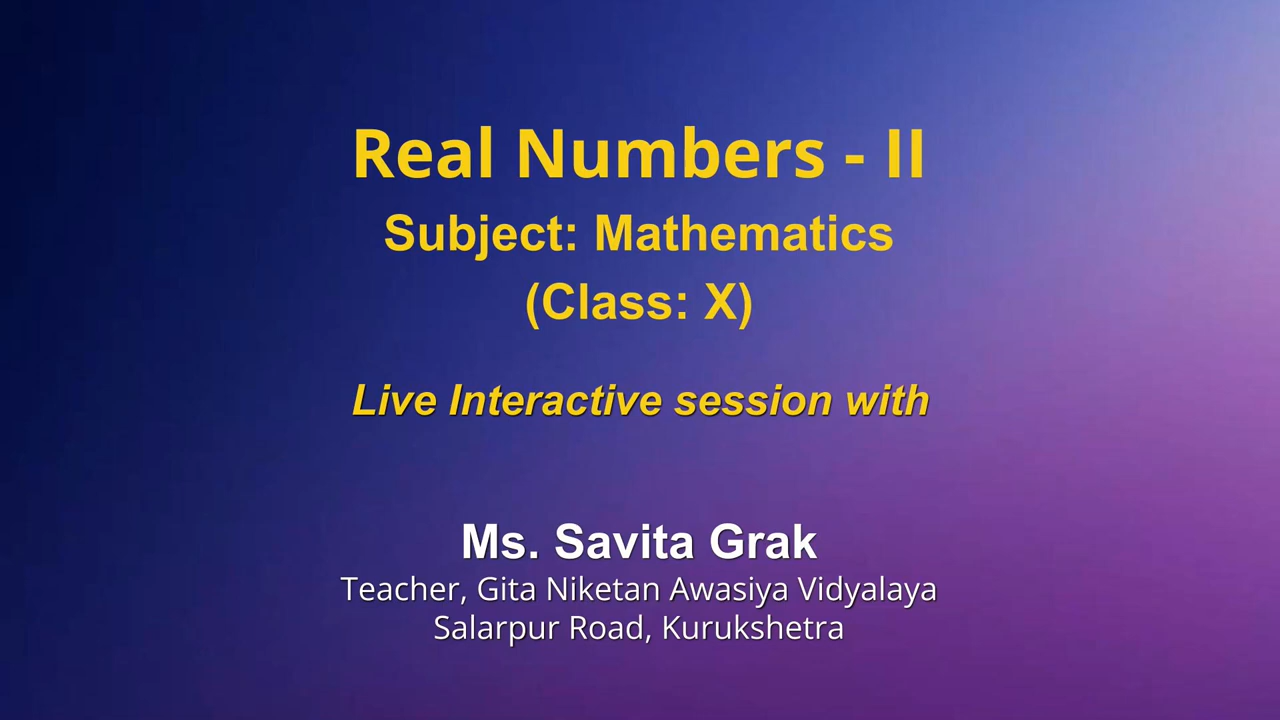 Real Numbers - II
Subject: Mathematics
(Class: X)
Live Interactive session with
Ms. Savita Grak
Teacher, Gita Niketan Awasiya Vidyalaya
Salarpur Road, Kurukshetra